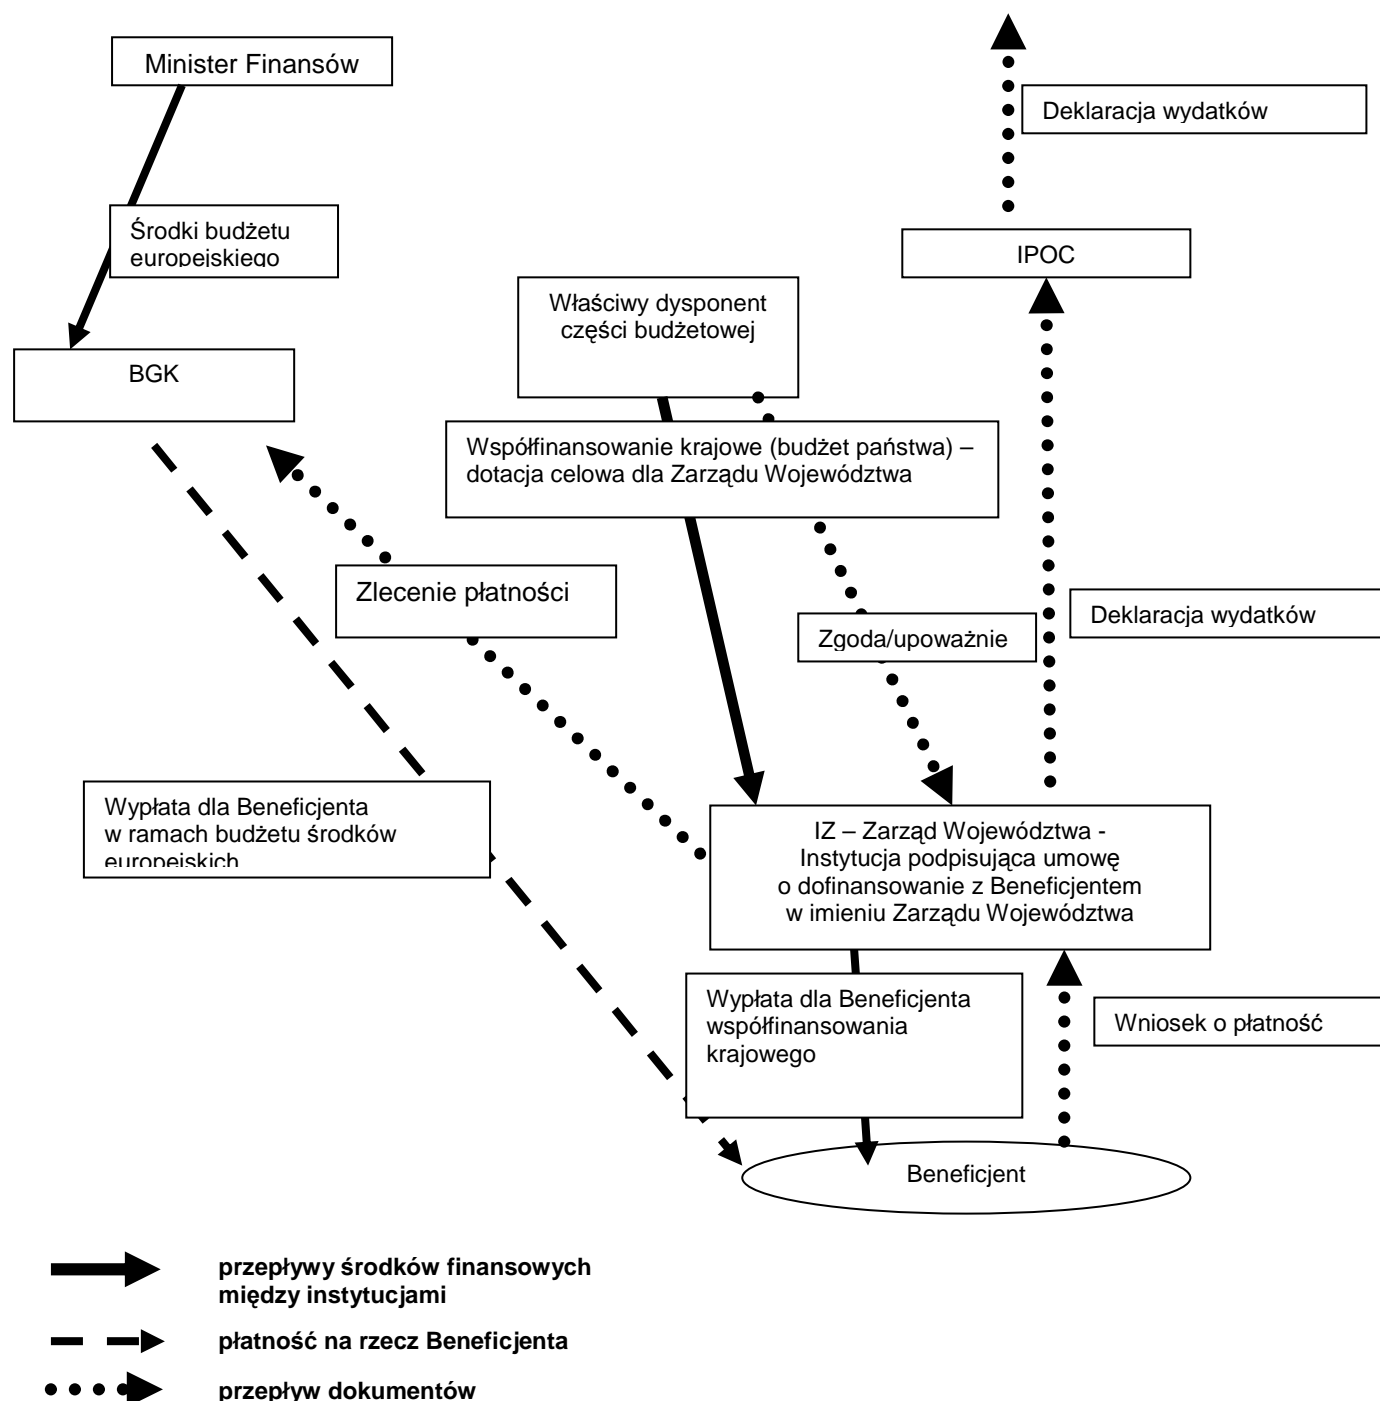 Minister Finansów
Deklaracja wydatków
Środki budżetu
europejskiego
IPOC
Właściwy dysponent
części budżetowej
BGK
Współfinansowanie krajowe (budżet państwa) –
dotacja celowa dla Zarządu Województwa
Zlecenie płatności
Zgoda/upoważnie
Deklaracja wydatków
Wypłata dla Beneficjenta
w ramach budżetu środków
europejskich
IZ – Zarząd Województwa -
Instytucja podpisująca umowę
o dofinansowanie z Beneficjentem
w imieniu Zarządu Województwa
Wypłata dla Beneficjenta
współfinansowania
krajowego
Wniosek o płatność
Beneficjent
przepływy środków finansowych
między instytucjami
płatność na rzecz Beneficjenta
przepływ dokumentów